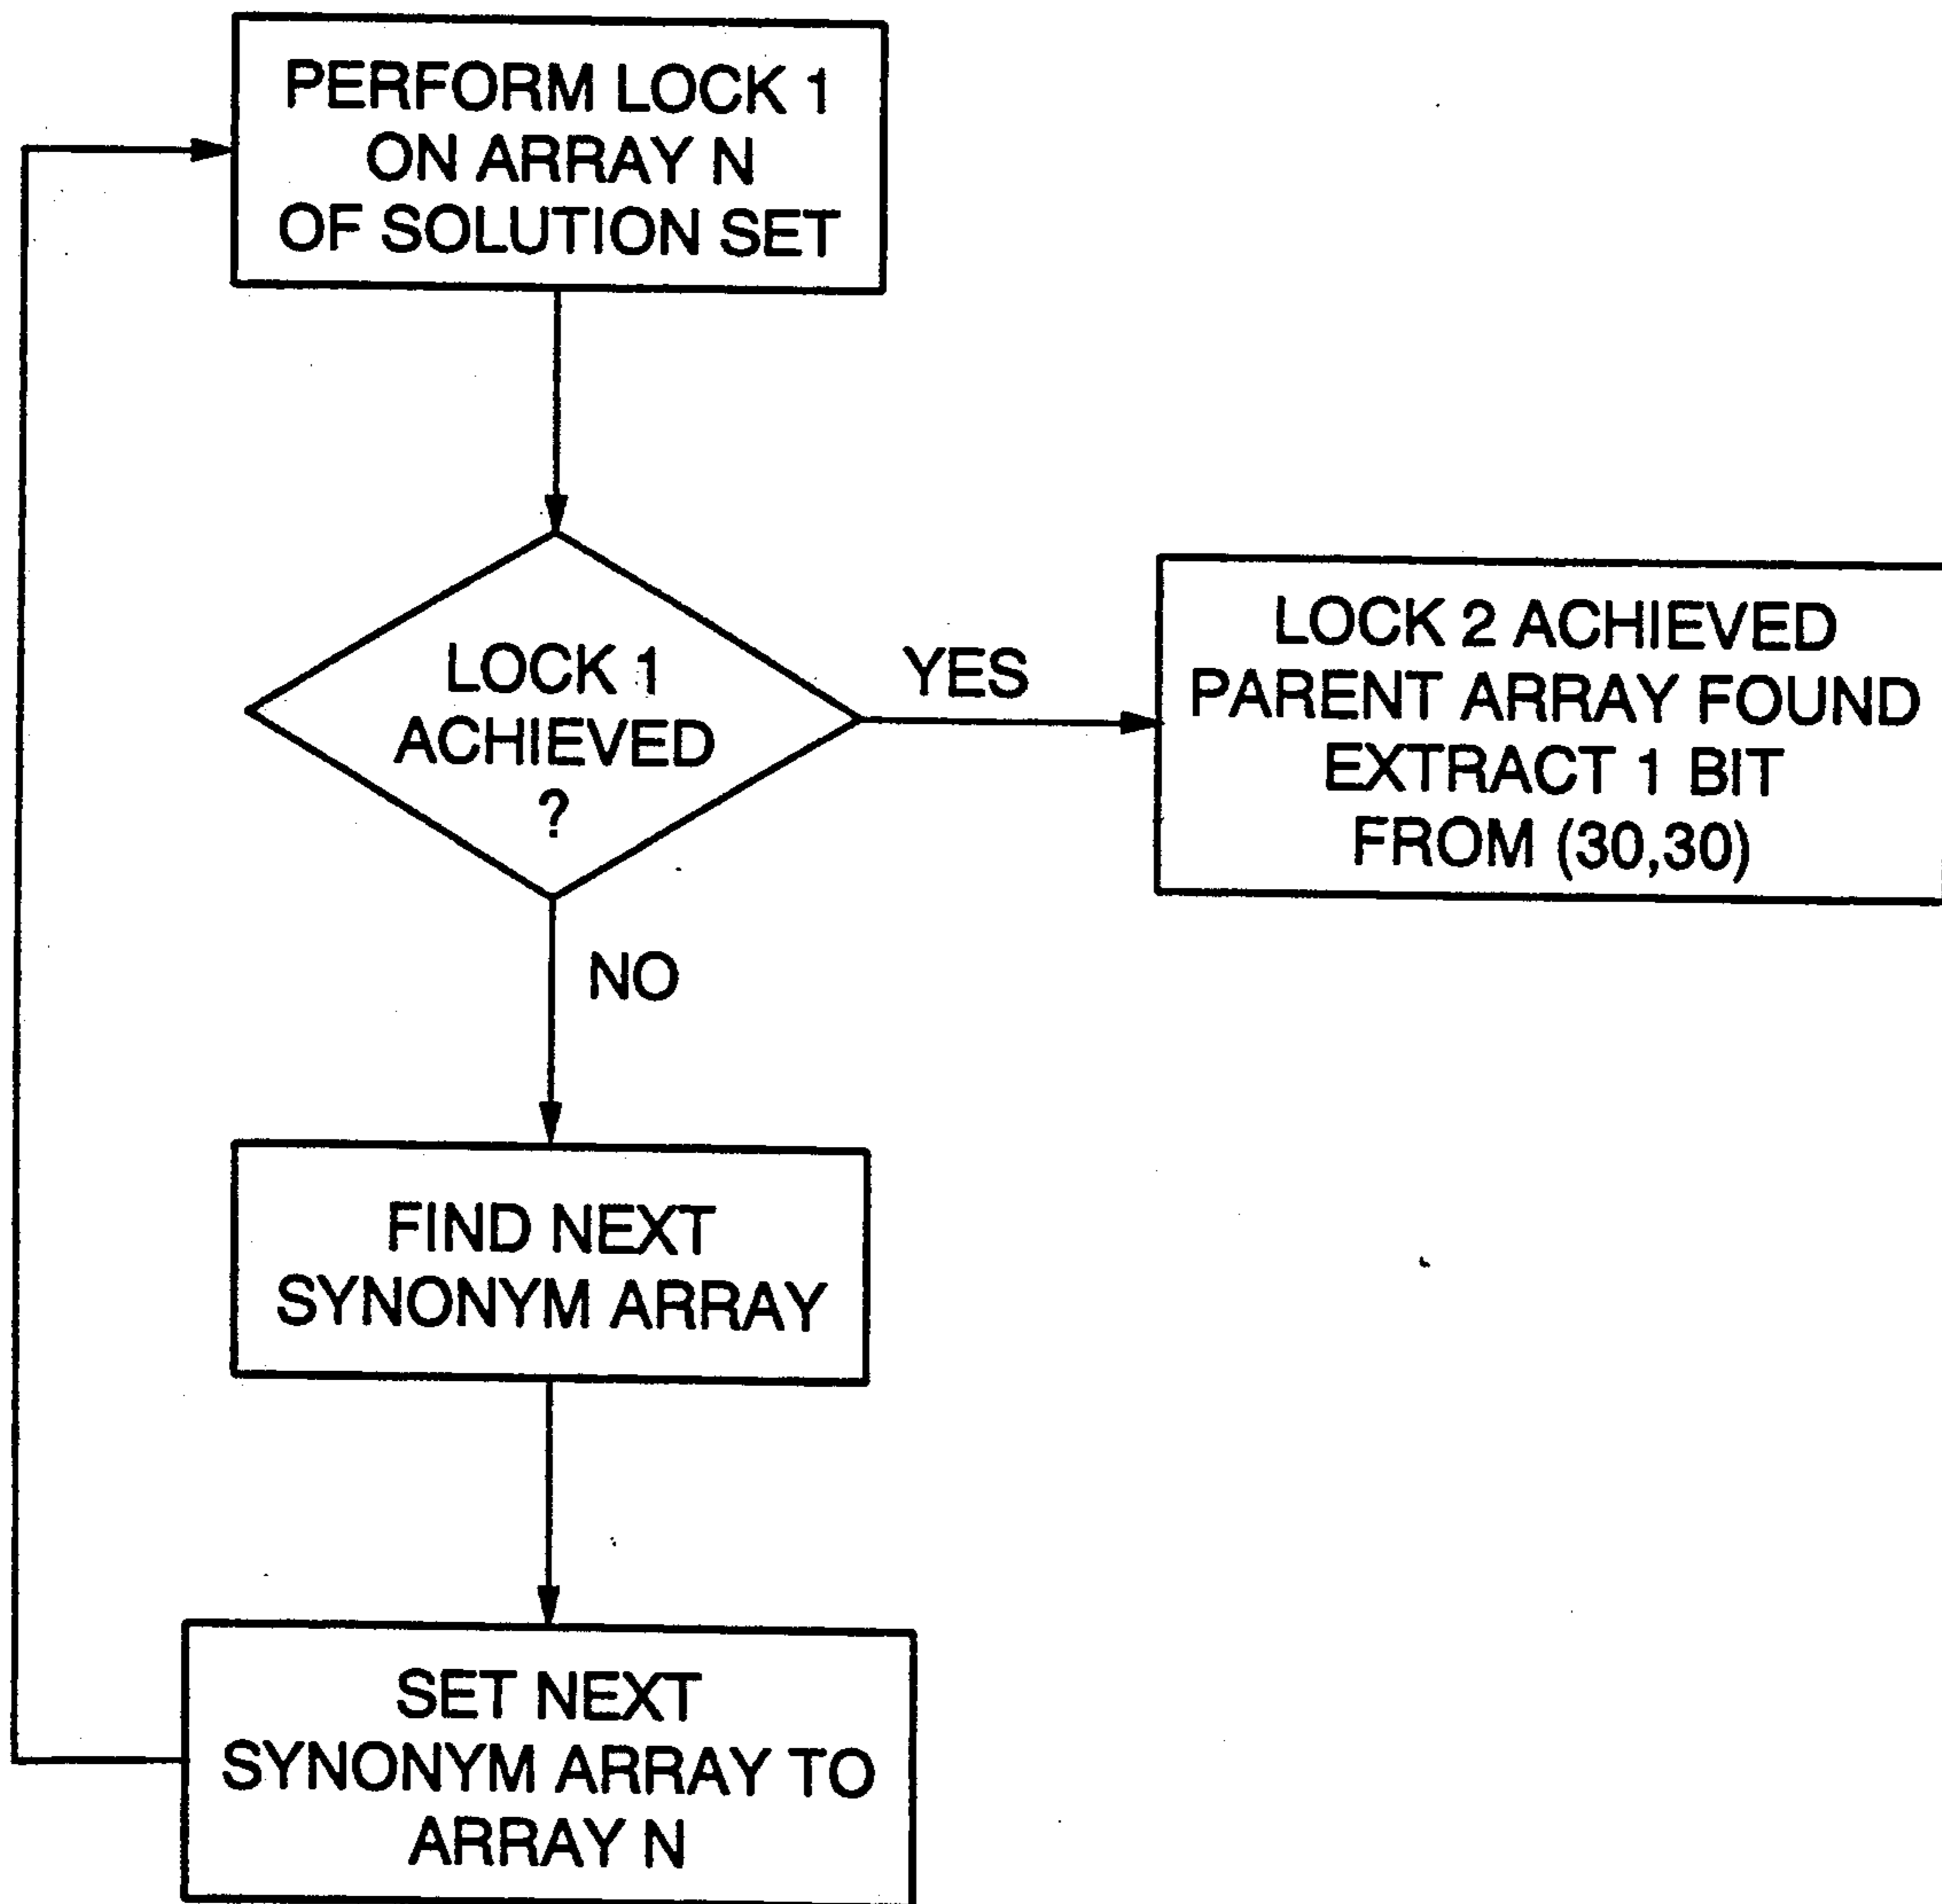 PERFORM LOCK 1
ON ARRAY N
OF SOLUTION SET
LOCK 1
ACHIEVED
?
YES
LOCK 2 ACHIEVED
PARENT ARRAY FOUND
EXTRACT 1 BIT
FROM (30,30)
NO
FIND NEXT
SYNONYM ARRAY
SET NEXT
SYNONYM ARRAY TO
ARRAY N